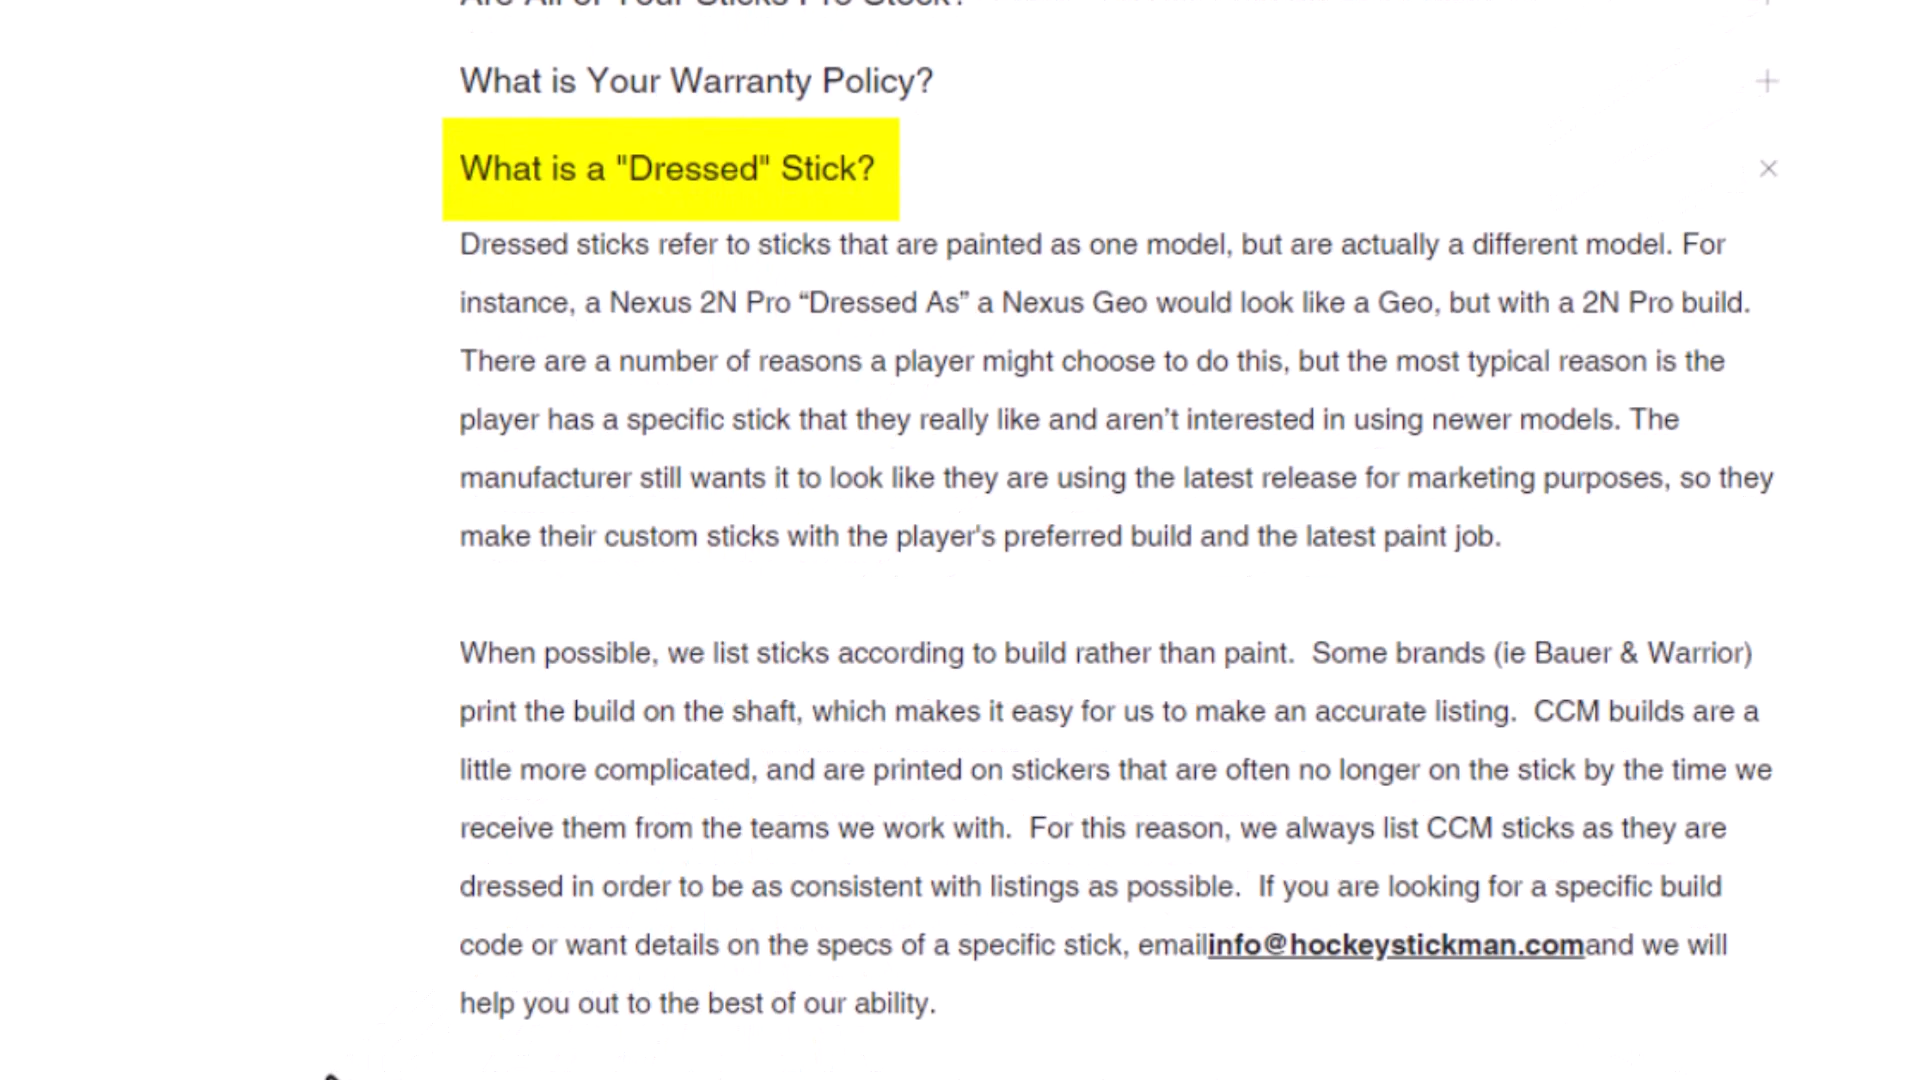 Are All of Your Sticks Pro Stock?
What is Your Warranty Policy?
What is a "Dressed" Stick?
Dressed sticks refer to sticks that are painted as one model, but are actually a different model. For
instance, a Nexus 2N Pro “Dressed As” a Nexus Geo would look like a Geo, but with a 2N Pro build.
There are a number of reasons a player might choose to do this, but the most typical reason is the
player has a specific stick that they really like and aren’t interested in using newer models. The
manufacturer still wants it to look like they are using the latest release for marketing purposes, so they
make their custom sticks with the player's preferred build and the latest paint job.
When possible, we list sticks according to build rather than paint.  Some brands (ie Bauer & Warrior)
print the build on the shaft, which makes it easy for us to make an accurate listing.  CCM builds are a
little more complicated, and are printed on stickers that are often no longer on the stick by the time we
receive them from the teams we work with.  For this reason, we always list CCM sticks as they are
dressed in order to be as consistent with listings as possible.  If you are looking for a specific build
code or want details on the specs of a specific stick, emailinfo@hockeystickman.comand we will
help you out to the best of our ability.